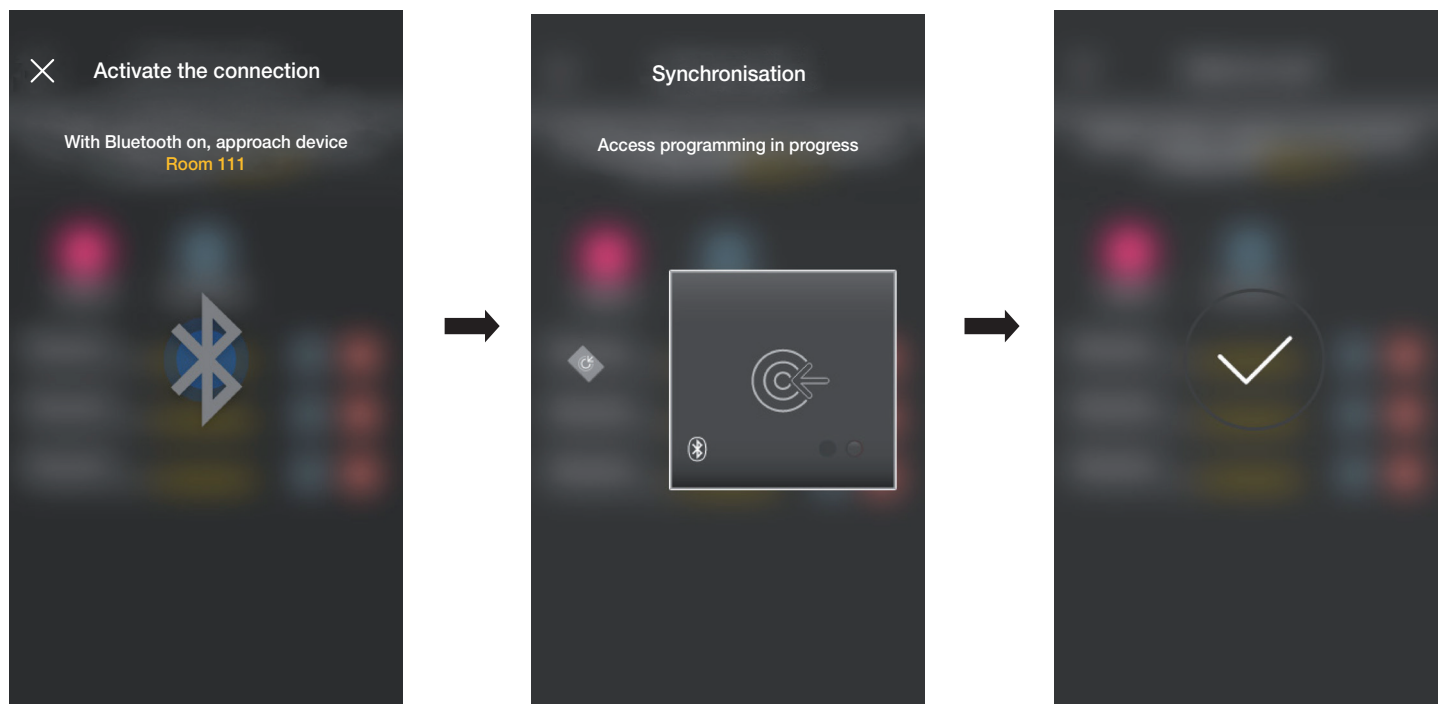 Activate the connection
With Bluetooth on, approach device
Room 111
Synchronisation
Access programming in progress